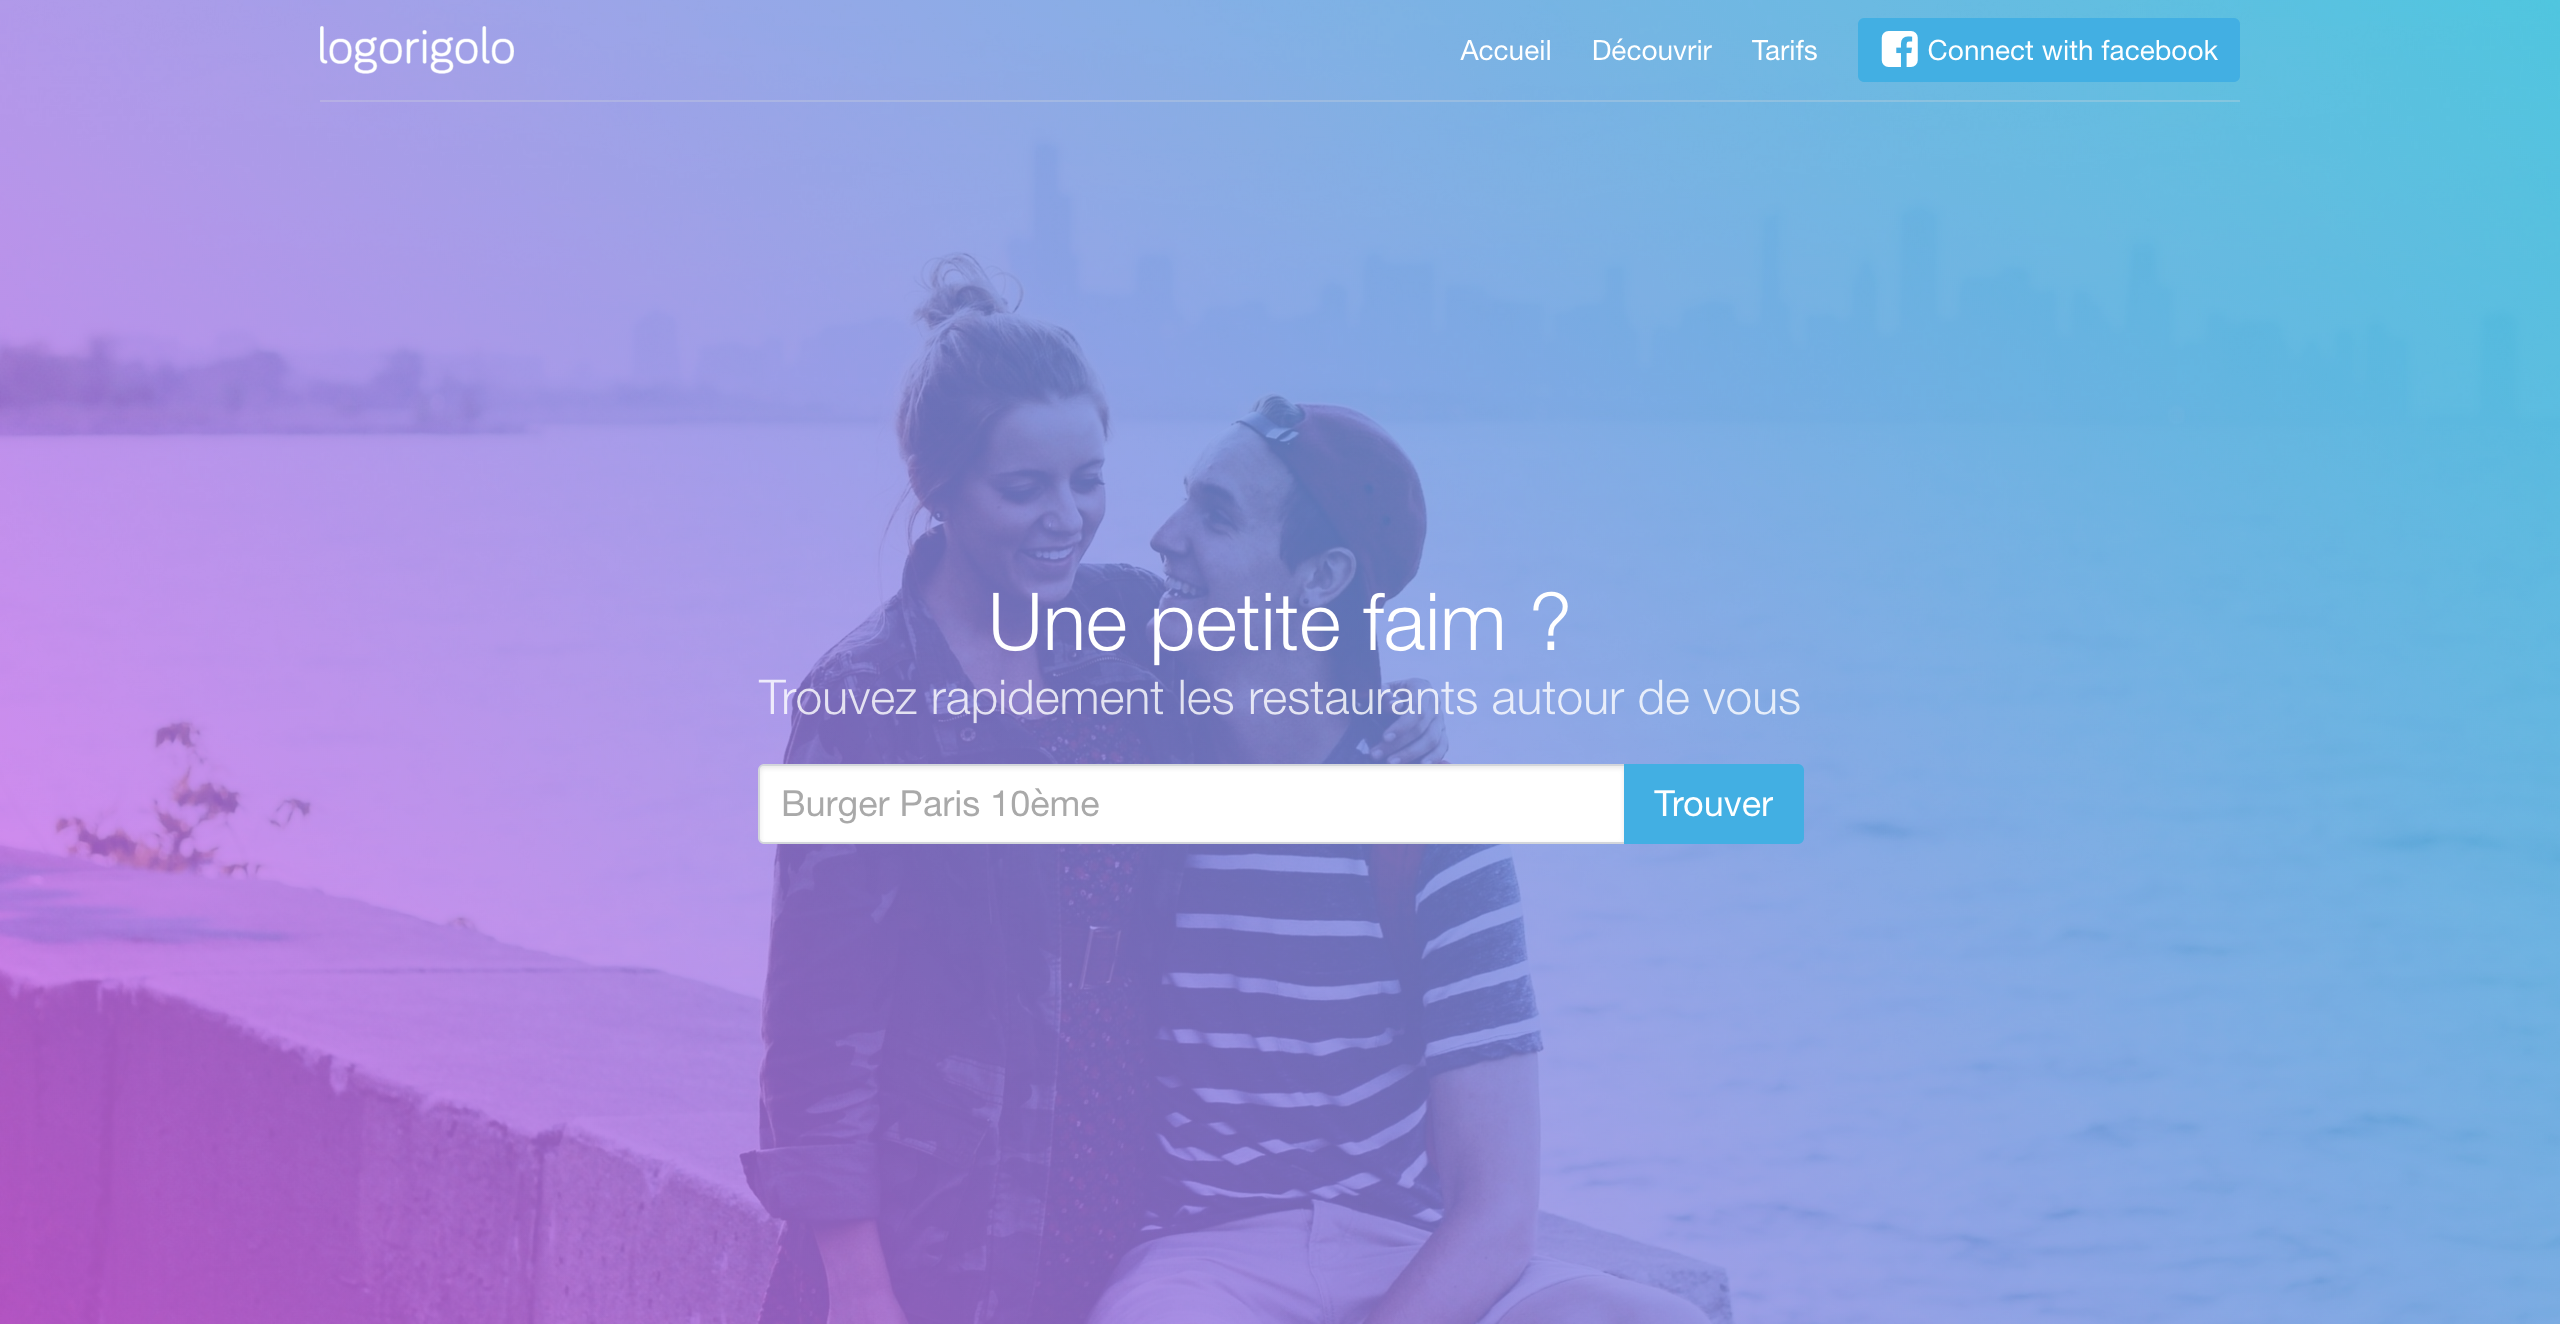 logorigolo
Accueil Découvrir Tarifs Connect with facebook
Une petite faim ?
Trouvez rapidement les restaurants autour de vous
Burger Paris 10ème Trouver